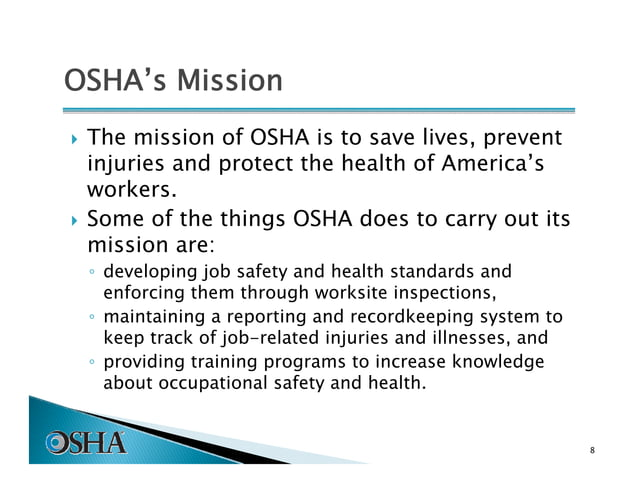 OSHA’s Mission
The mission of OSHA is to save lives, prevent
injuries and protect the health of America’s
workers.
Some of the things OSHA does to carry out its
mission are:
developing job safety and health standards and
enforcing them through worksite inspections,
maintaining a reporting and recordkeeping system to
keep track of job-related injuries and illnesses, and
providing training programs to increase knowledge
about occupational safety and health.
OSHA
8